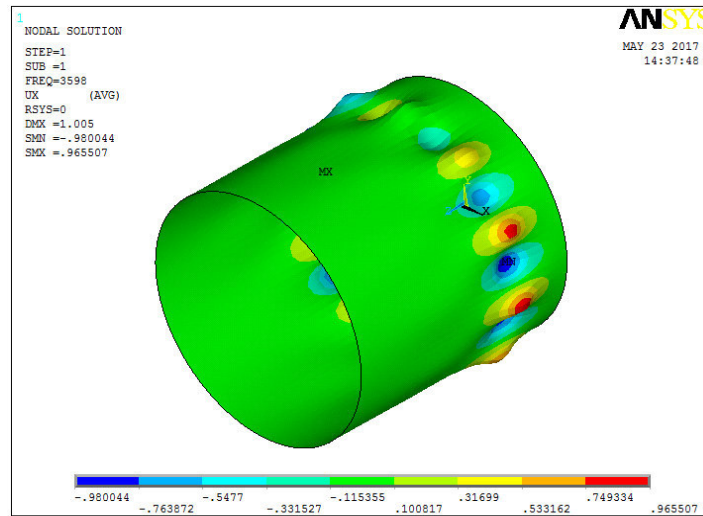 1
NODAL SOLUTION
STEP=1
SUB =1
FREQ=3598
UX (AVG)
RSYS=0
DMX =1.005
SMN =-.980044
SMX =.965507
ANSYS
MAY 23 2017
14:37:48
MX
X
-.980044 -.5477 -.115355 .31699 .749334
-.763872 -.331527 .100817 .533162 .965507